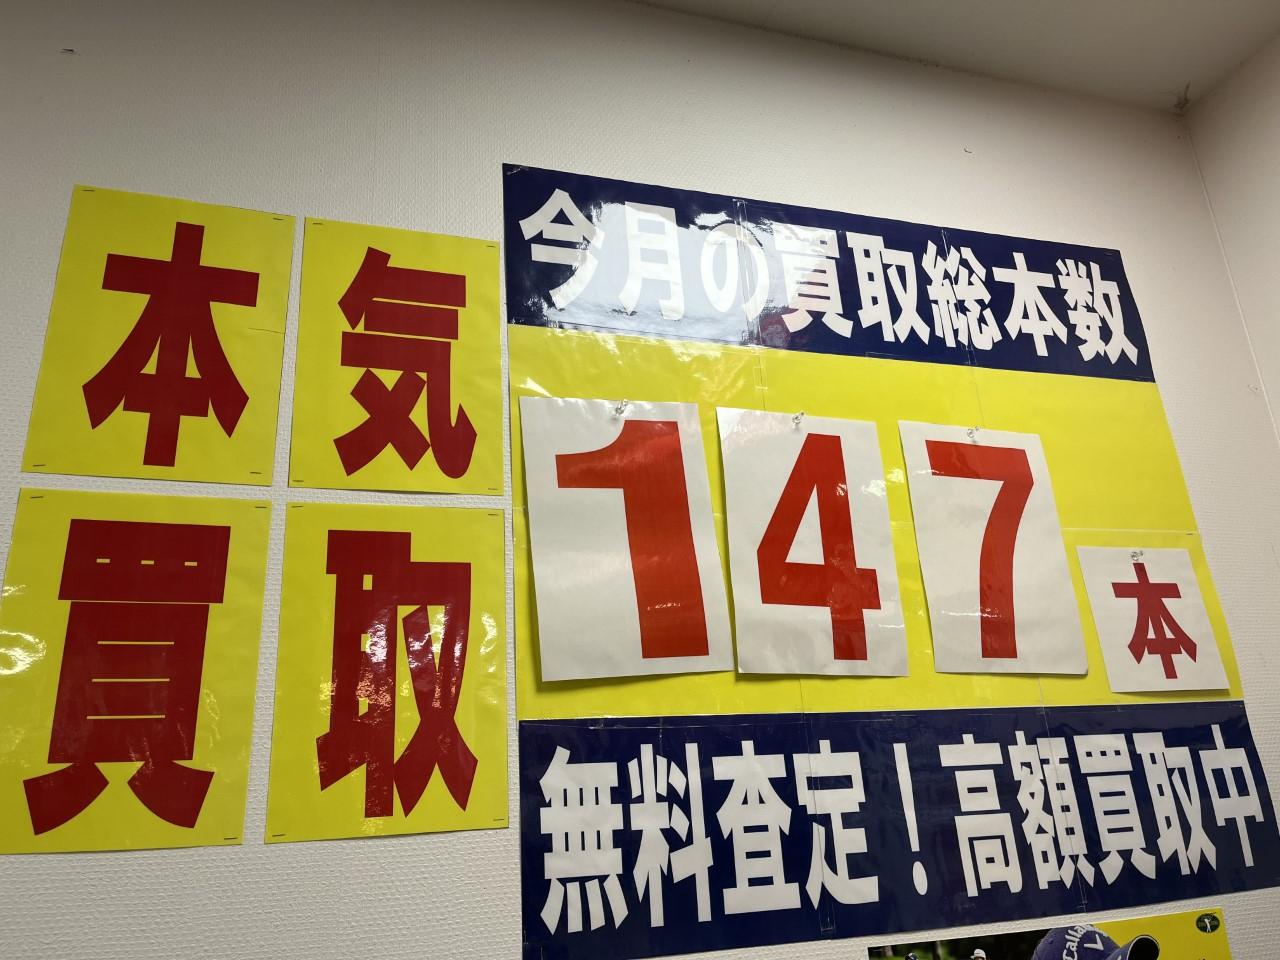 本気
買取
今月の買取総本数
147本
無料査定！高額買取中
Calla